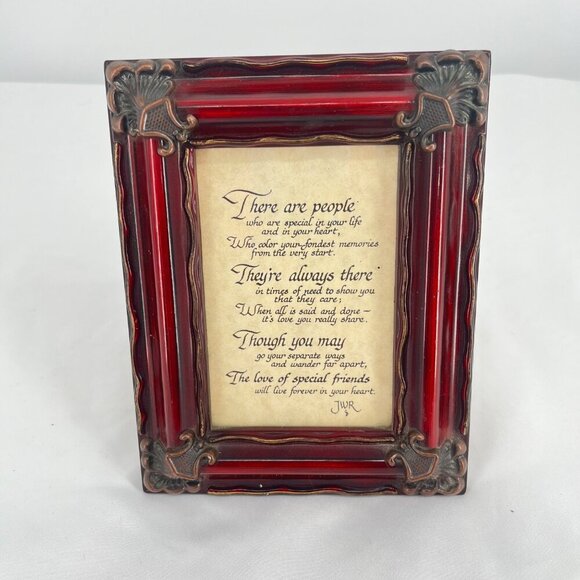 There are people
who are special in your life
and in your heart,
Who color your fondest memories
from the very start.
They're always there
in times of need to show you
that they care;
When all is said and done –
it's love you really share.
Though you may
go your separate ways
and wander far apart,
The love of special friends
will live forever in your heart.
JWR